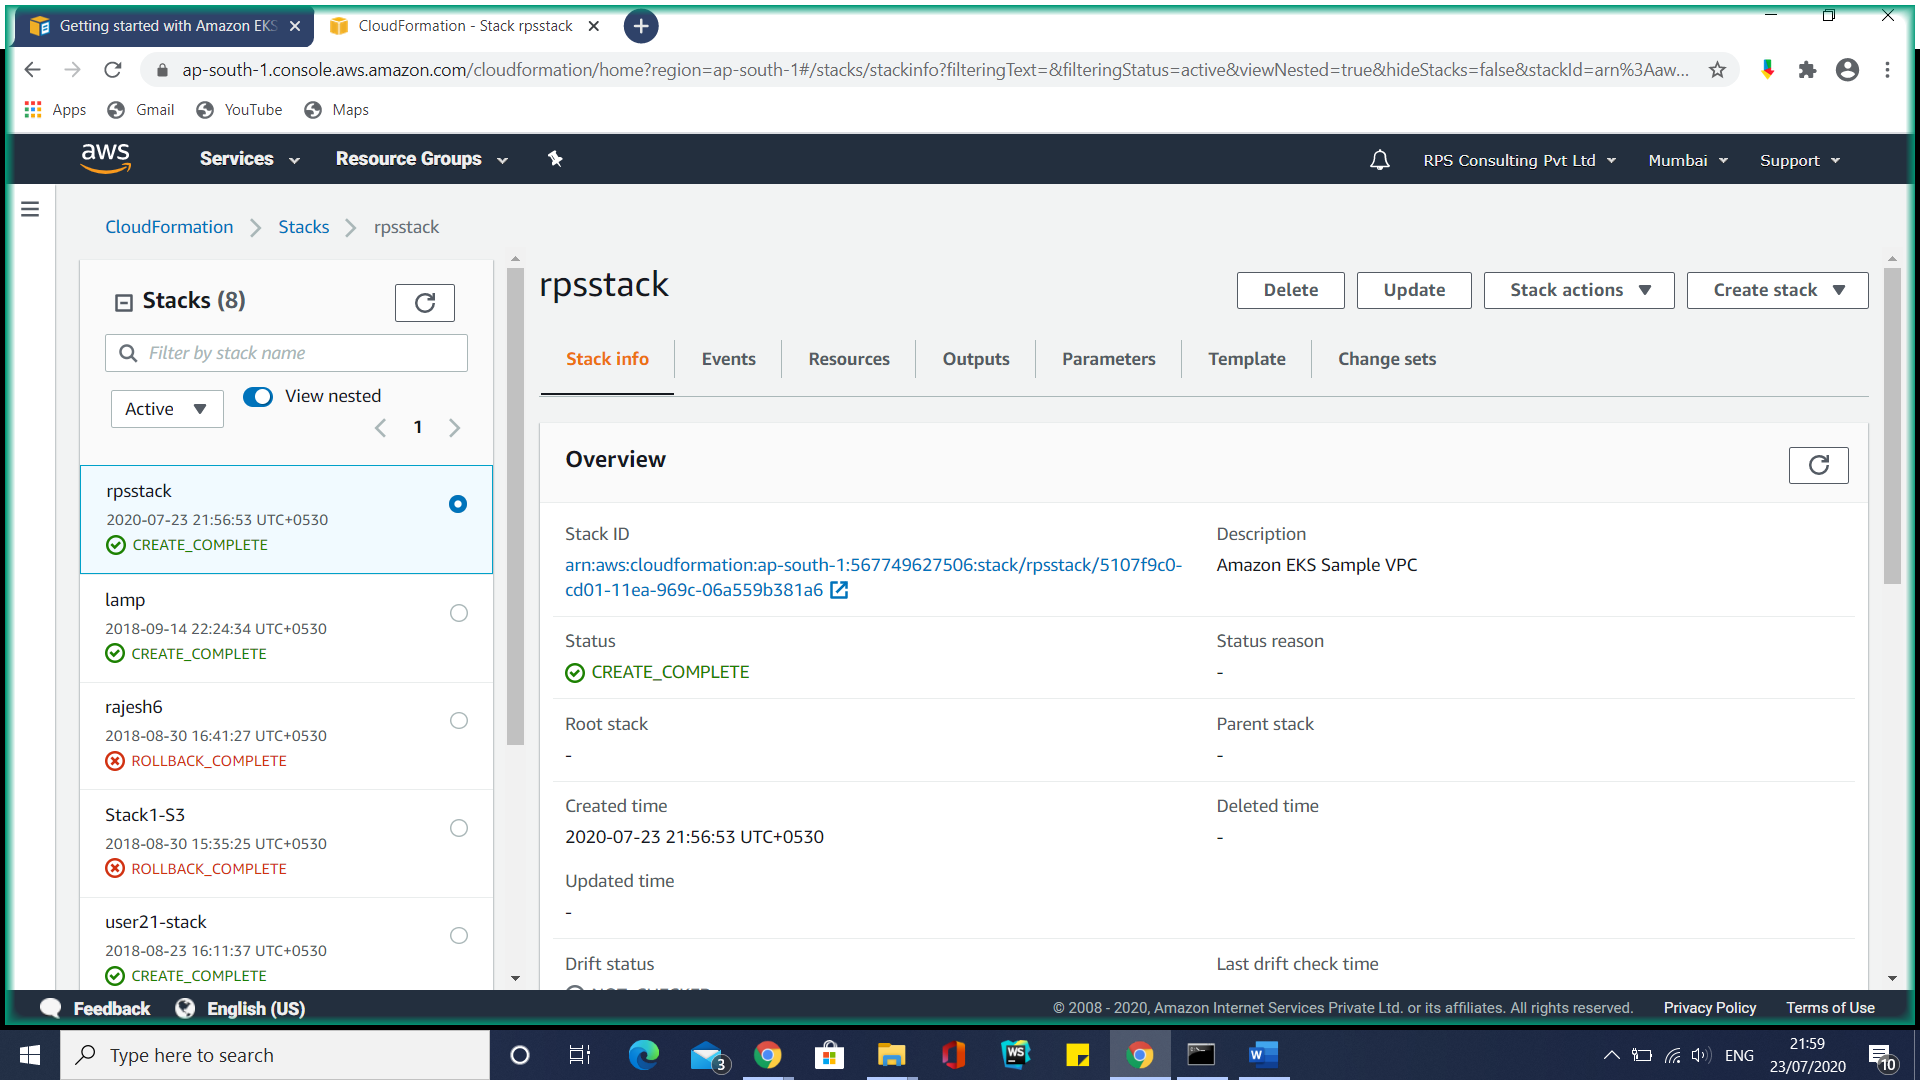 Getting started with Amazon EKS
CloudFormation - Stack rpsstack
ap-south-1.console.aws.amazon.com/cloudformation/home?region=ap-south-1#/stacks/stackinfo?filteringText=&filteringStatus=active&viewNested=true&hideStacks=false&stackId=arn%3Aaw...
Apps Gmail YouTube Maps
aws Services Resource Groups RPS Consulting Pvt Ltd Mumbai Support
CloudFormation Stacks rpsstack
Stacks (8)
Filter by stack name
Active View nested
1
rpsstack
2020-07-23 21:56:53 UTC+0530
CREATE_COMPLETE
lamp
2018-09-14 22:24:34 UTC+0530
CREATE_COMPLETE
rajesh6
2018-08-30 16:41:27 UTC+0530
ROLLBACK_COMPLETE
Stack1-S3
2018-08-30 15:35:25 UTC+0530
ROLLBACK_COMPLETE
user21-stack
2018-08-23 16:11:37 UTC+0530
CREATE_COMPLETE
rpsstack
Delete Update Stack actions Create stack
Stack info Events Resources Outputs Parameters Template Change sets
Overview
Stack ID
arn:aws:cloudformation:ap-south-1:567749627506:stack/rpsstack/5107f9c0-
cd01-11ea-969c-06a559b381a6
Description
Amazon EKS Sample VPC
Status
CREATE_COMPLETE
Status reason
-
Root stack
-
Parent stack
-
Created time
2020-07-23 21:56:53 UTC+0530
Deleted time
-
Updated time
-
Drift status
NOT_CHECKED
Last drift check time
Feedback English (US) © 2008 - 2020, Amazon Internet Services Private Ltd. or its affiliates. All rights reserved. Privacy Policy Terms of Use
Type here to search
3
WS
W
ENG
21:59
23/07/2020
10